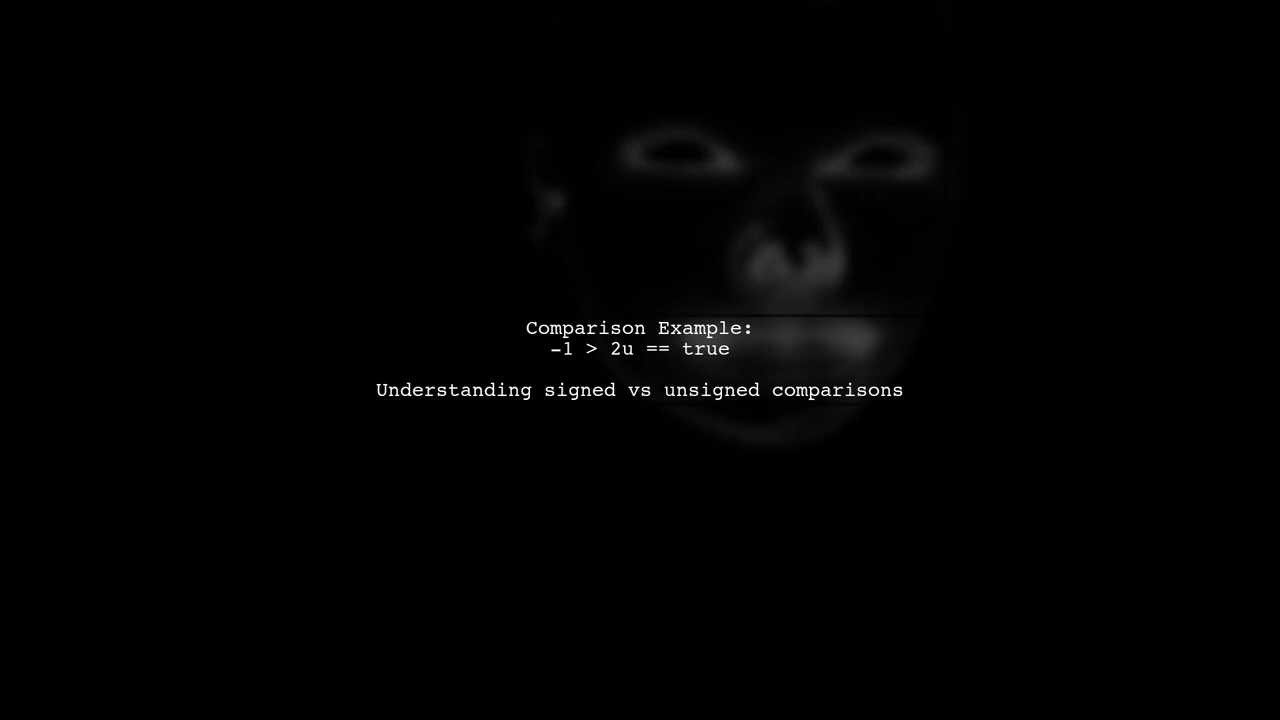 Comparison Example:
-1 > 2u == true
Understanding signed vs unsigned comparisons